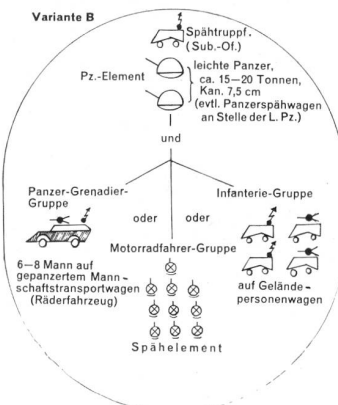 Variante B
Spähtruppf.
(Sub.-Of.)
Pz.-Element
leichte Panzer,
ca. 15—20 Tonnen,
Kan. 7,5 cm
(evtl. Panzerspähwagen
an Stelle der L. Pz.)
und
Panzer-Grenadier-
Gruppe
Infanterie-Gruppe
oder
oder
Motorradfahrer-Gruppe
6—8 Mann auf
gepanzertem Mann-
schaftstransportwagen
(Räderfahrzeug)
auf Gelände-
personenwagen
Spähelement